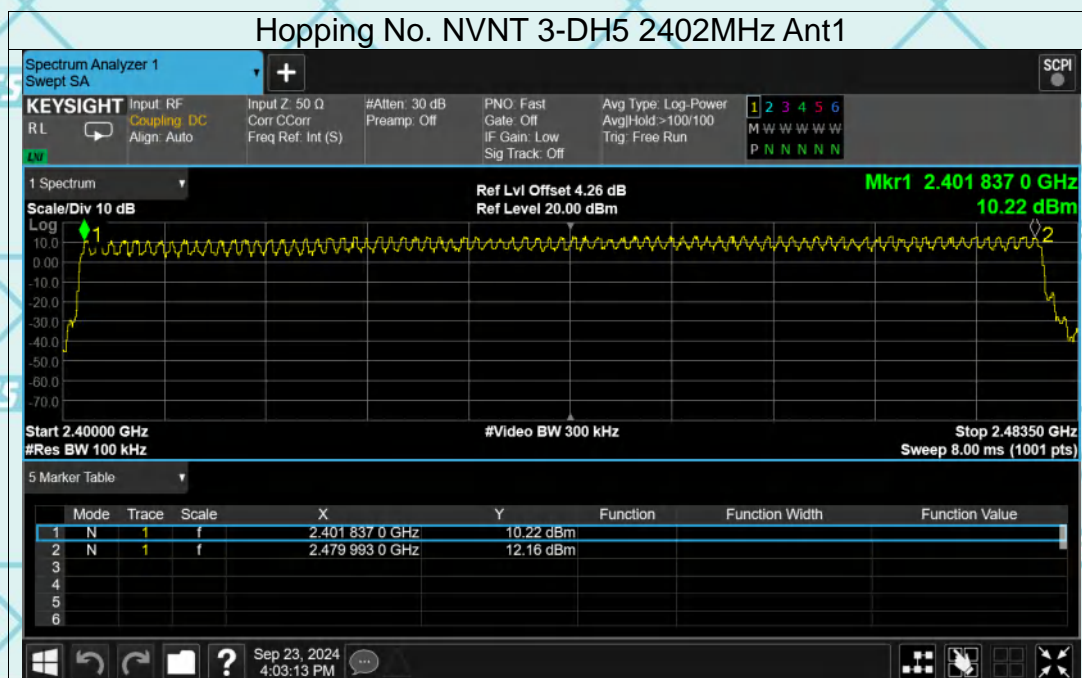 Hopping No. NVNT 3-DH5 2402MHz Ant1
Spectrum Analyzer 1
Swept SA
+
SCPI
KEYSIGHT Input: RF Input Z: 50 Ω #Atten: 30 dB PNO: Fast Avg Type: Log-Power 1 2 3 4 5 6
RL Coupling: DC Corr CCorr Preamp: Off Gate: Off Avg|Hold:>100/100 M W W W W W
Align: Auto Freq Ref: Int (S) IF Gain: Low Trig: Free Run P N N N N N
LXI Sig Track: Off
1 Spectrum Ref Lvl Offset 4.26 dB Mkr1 2.401 837 0 GHz
Scale/Div 10 dB Ref Level 20.00 dBm 10.22 dBm
Log
1 2
10.0
0.00
-10.0
-20.0
-30.0
-40.0
-50.0
-60.0
-70.0
Start 2.40000 GHz #Video BW 300 kHz Stop 2.48350 GHz
#Res BW 100 kHz Sweep 8.00 ms (1001 pts)
5 Marker Table
Mode Trace Scale X Y Function Function Width Function Value
1 N 1 f 2.401 837 0 GHz 10.22 dBm
2 N 1 f 2.479 993 0 GHz 12.16 dBm
3
4
5
6
? Sep 23, 2024
4:03:13 PM